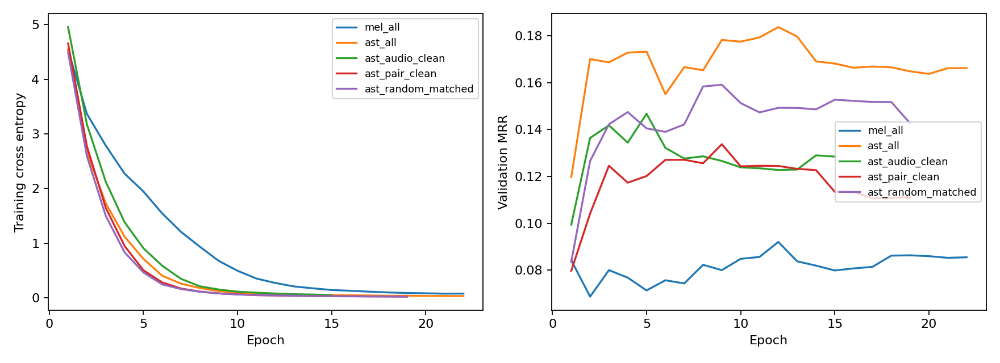 5
4
3
2
1
0
Training cross entropy
0
5
10
15
20
Epoch
mel_all
ast_all
ast_audio_clean
ast_pair_clean
ast_random_matched
0.18
0.16
0.14
0.12
0.10
0.08
Validation MRR
0
5
10
15
20
Epoch
mel_all
ast_all
ast_audio_clean
ast_pair_clean
ast_random_matched